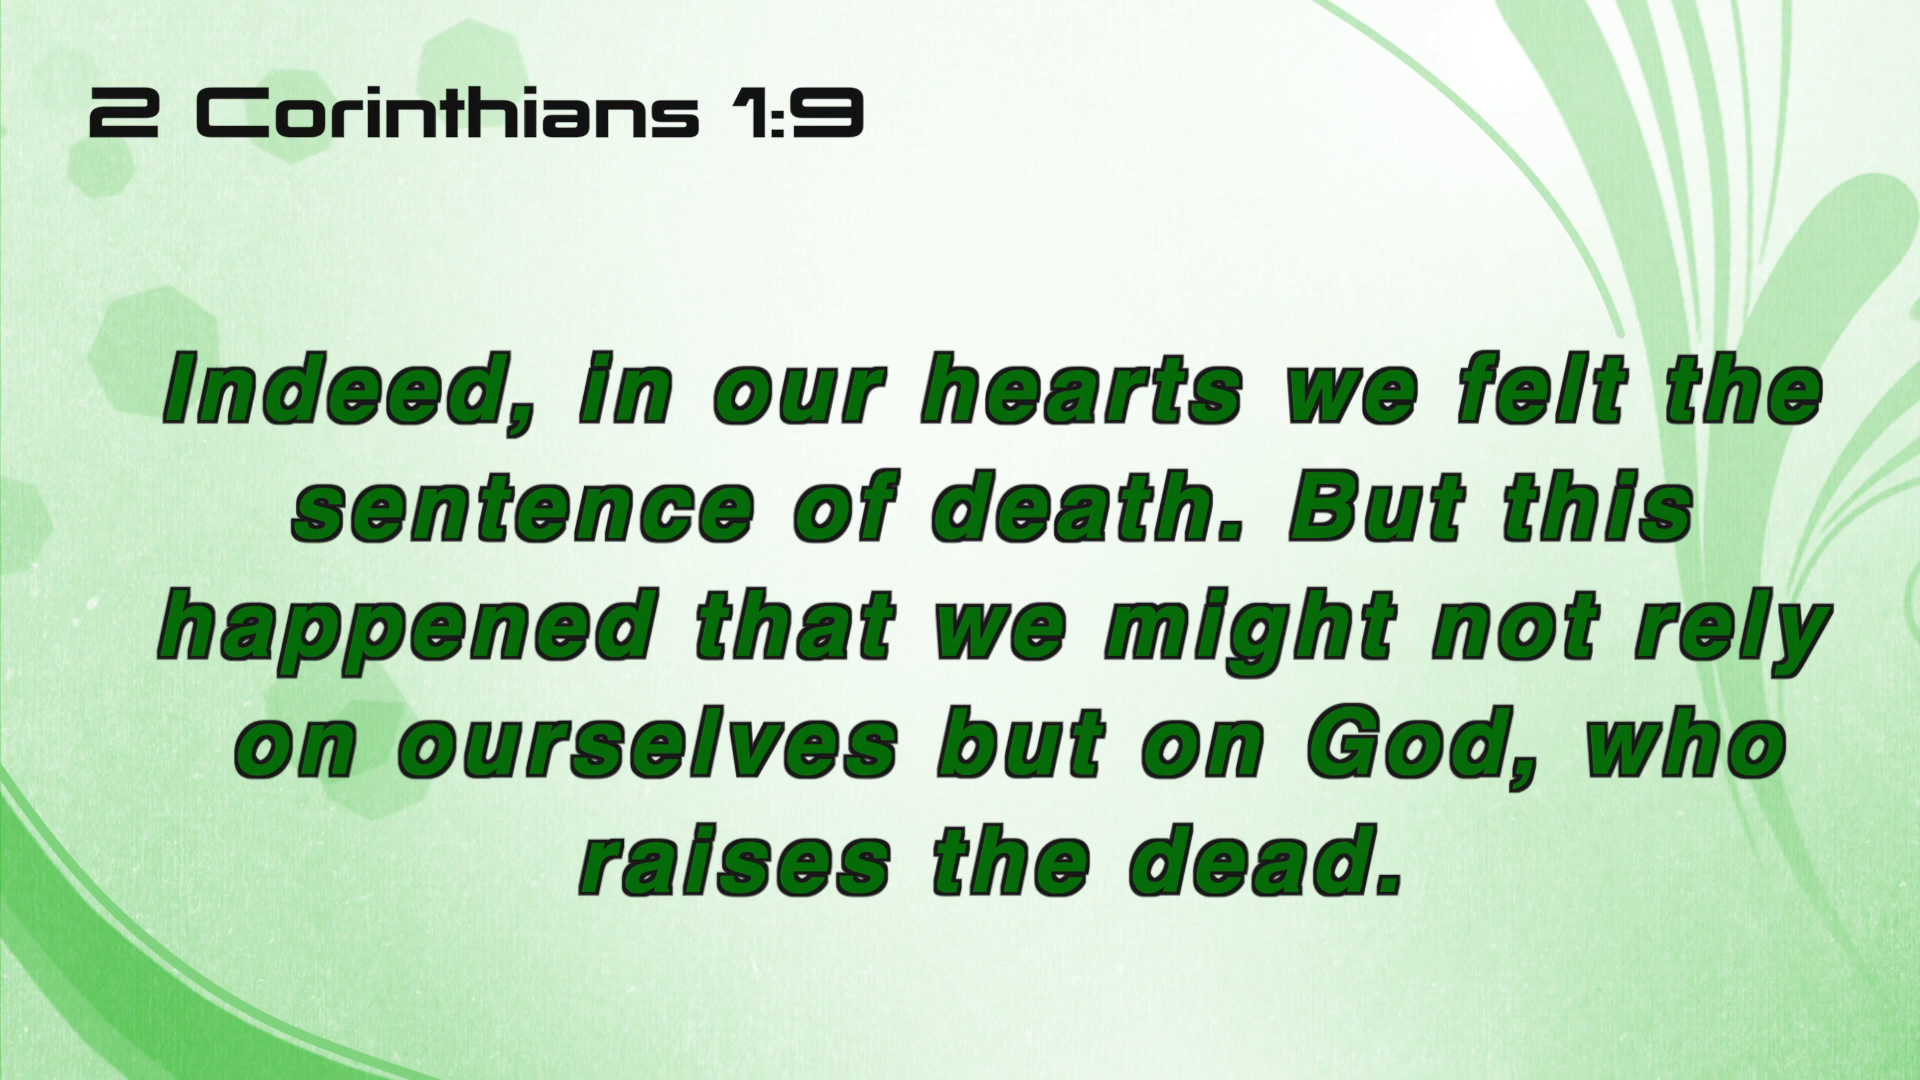 2 Corinthians 1:9
Indeed, in our hearts we felt the
sentence of death. But this
happened that we might not rely
on ourselves but on God, who
raises the dead.